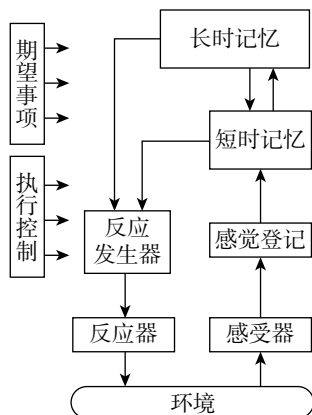 长时记忆
期望事项
短时记忆
执行控制
反应
发生器
感觉登记
反应器
感受器
环境